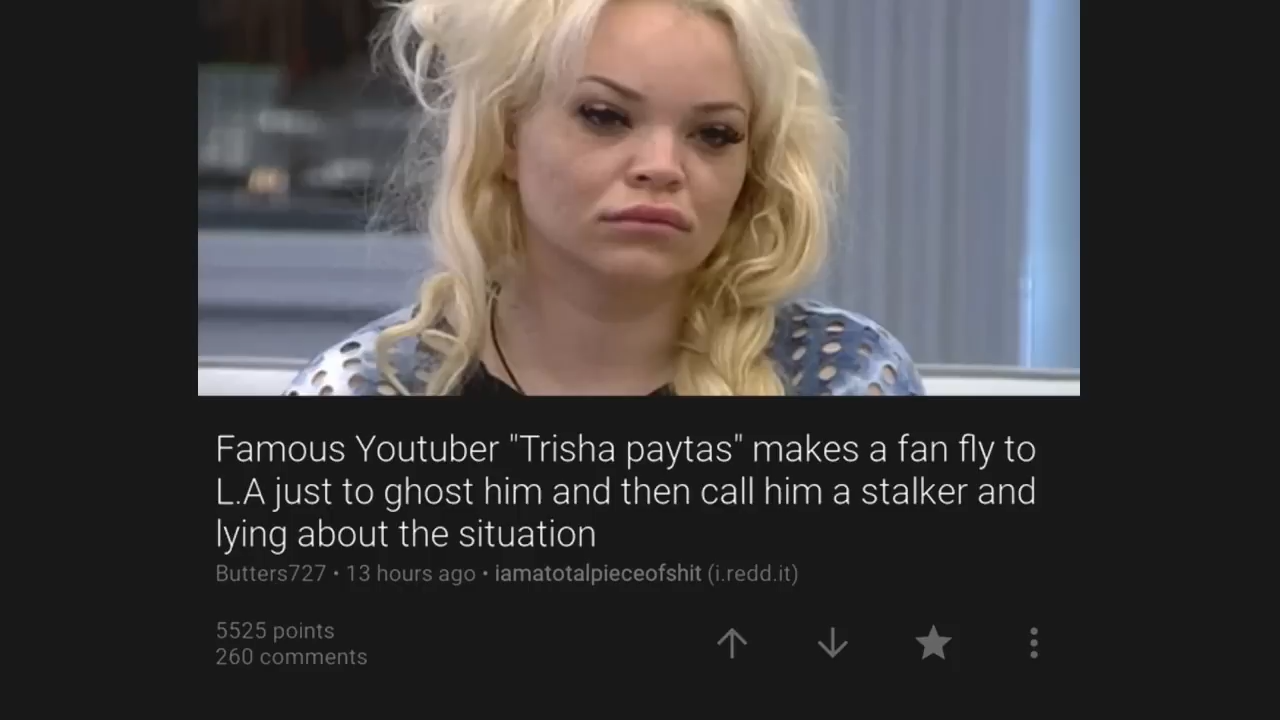 Famous Youtuber "Trisha paytas" makes a fan fly to
L.A just to ghost him and then call him a stalker and
lying about the situation
Butters727 • 13 hours ago • iamatotalpieceofshit (i.redd.it)
5525 points
260 comments